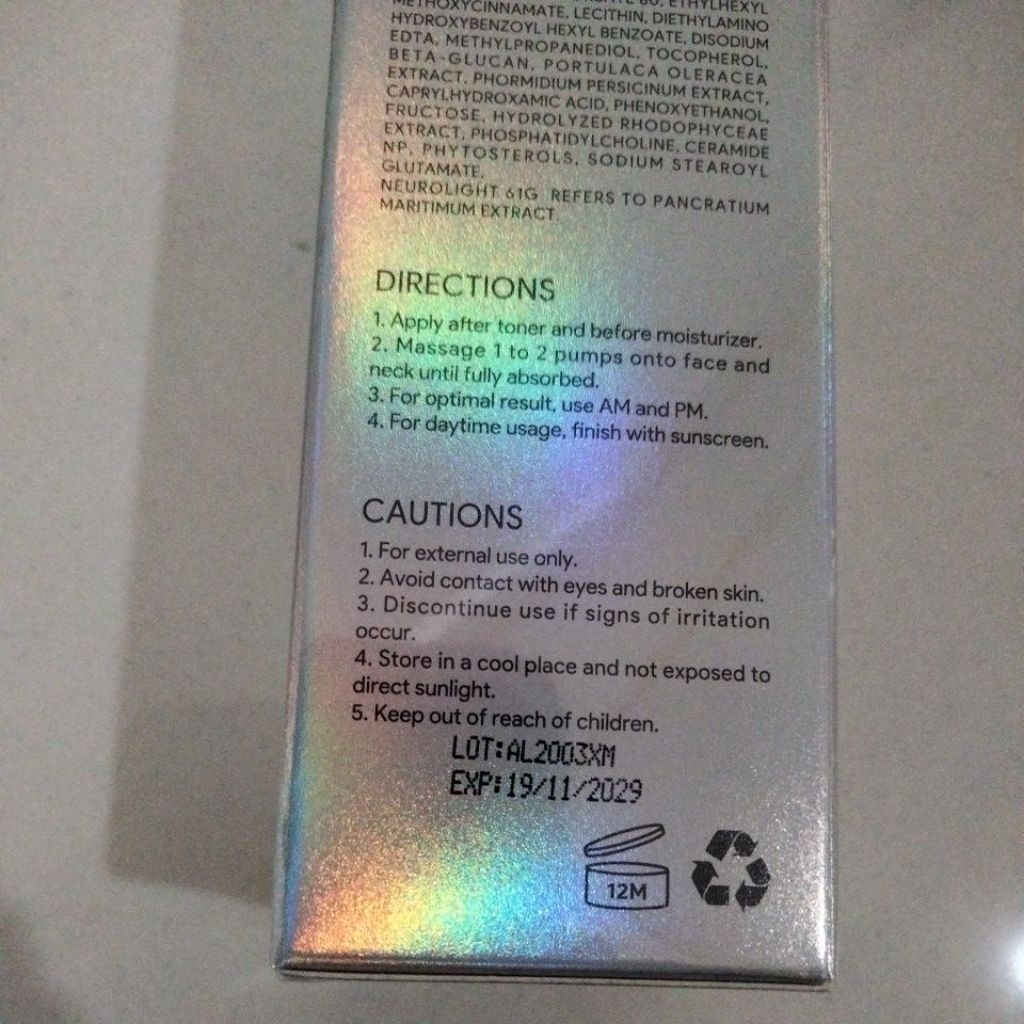 60, ETHYLHEXYL
METHOXYCINNAMATE, LECITHIN, DIETHYLAMINO
HYDROXYBENZOYL HEXYL BENZOATE, DISODIUM
EDTA, METHYLPROPANEDIOL, TOCOPHEROL,
BETA-GLUCAN, PORTULACA OLERACEA
EXTRACT, PHORMIDIUM PERSICINUM EXTRACT,
CAPRYLHYDROXAMIC ACID, PHENOXYETHANOL,
FRUCTOSE, HYDROLYZED RHODOPHYCEAE
EXTRACT, PHOSPHATIDYLCHOLINE, CERAMIDE
NP, PHYTOSTEROLS, SODIUM STEAROYL
GLUTAMATE.
NEUROLIGHT 61G REFERS TO PANCRATIUM
MARITIMUM EXTRACT.
DIRECTIONS
1. Apply after toner and before moisturizer.
2. Massage 1 to 2 pumps onto face and
neck until fully absorbed.
3. For optimal result, use AM and PM.
4. For daytime usage, finish with sunscreen.
CAUTIONS
1. For external use only.
2. Avoid contact with eyes and broken skin.
3. Discontinue use if signs of irritation
occur.
4. Store in a cool place and not exposed to
direct sunlight.
5. Keep out of reach of children.
LOT:AL2003XM
EXP:19/11/2029
12M